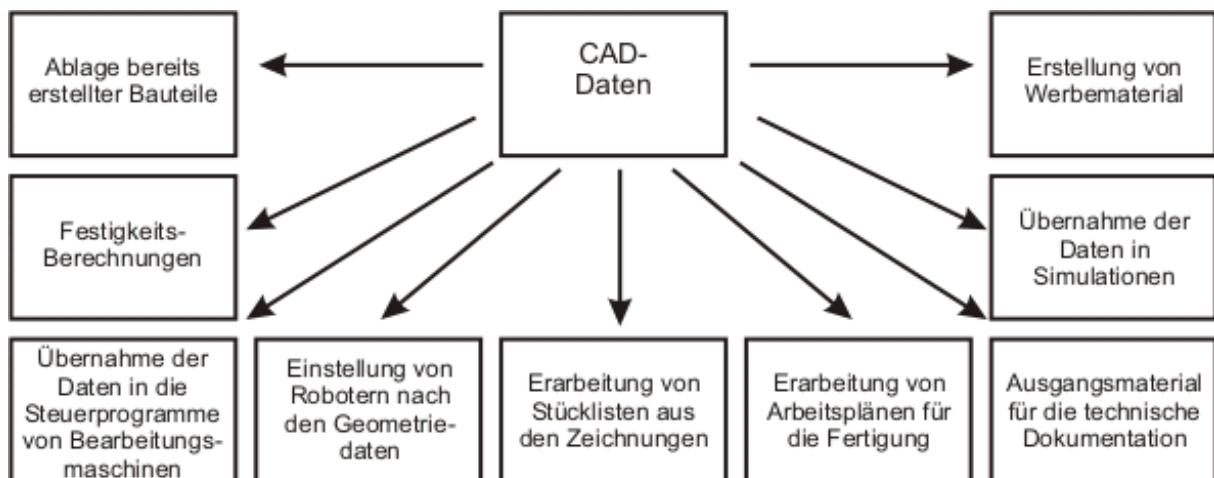 Ablage bereits
erstellter Bauteile
CAD-
Daten
Erstellung von
Werbematerial
Festigkeits-
Berechnungen
Übernahme der
Daten in
Simulationen
Übernahme der
Daten in die
Steuerprogramme
von Bearbeitungs-
maschinen
Einstellung von
Robotern nach
den Geometrie-
daten
Erarbeitung von
Stücklisten aus
den Zeichnungen
Erarbeitung von
Arbeitsplänen für
die Fertigung
Ausgangsmaterial
für die technische
Dokumentation